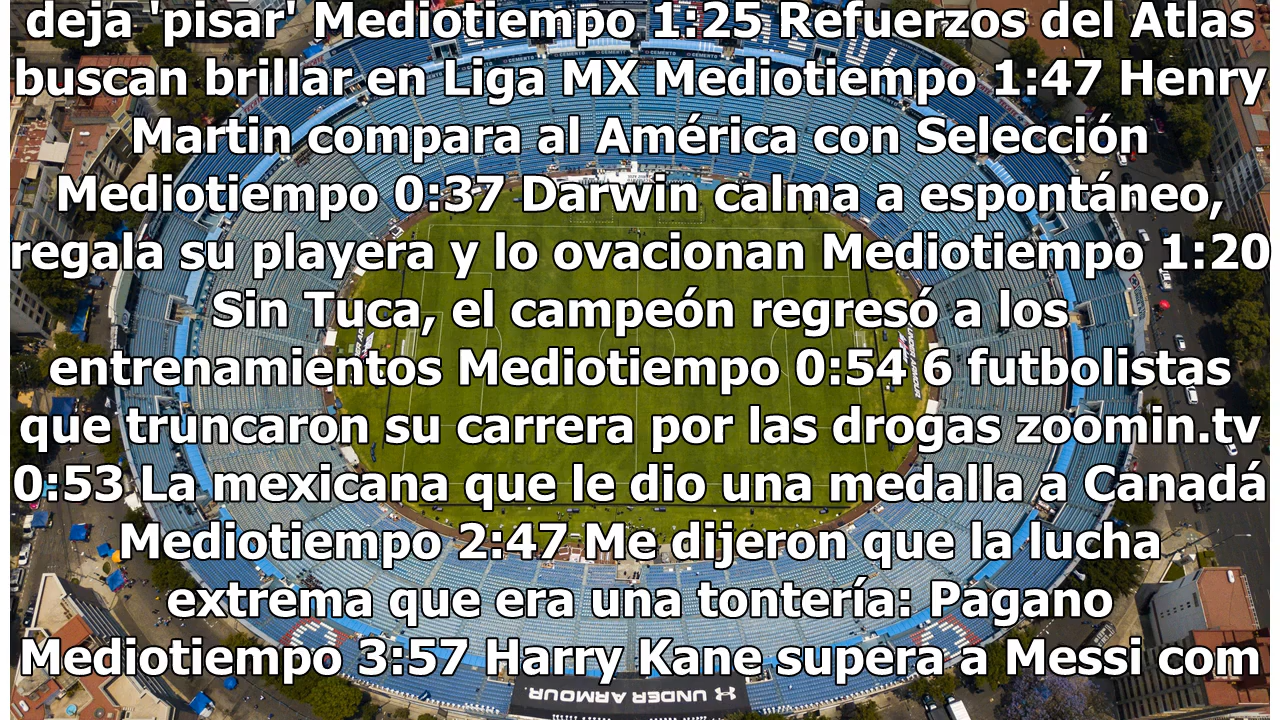 deja 'pisar' Mediotiempo 1:25 Refuerzos del Atlas
buscan brillar en Liga MX Mediotiempo 1:47 Henry
Martin compara al América con Selección
Mediotiempo 0:37 Darwin calma a espontáneo,
regala su playera y lo ovacionan Mediotiempo 1:20
Sin Tuca, el campeón regresó a los
entrenamientos Mediotiempo 0:54 6 futbolistas
que truncaron su carrera por las drogas zoomin.tv
0:53 La mexicana que le dio una medalla a Canadá
Mediotiempo 2:47 Me dijeron que la lucha
extrema que era una tontería: Pagano
Mediotiempo 3:57 Harry Kane supera a Messi com
UNDER ARMOUR.